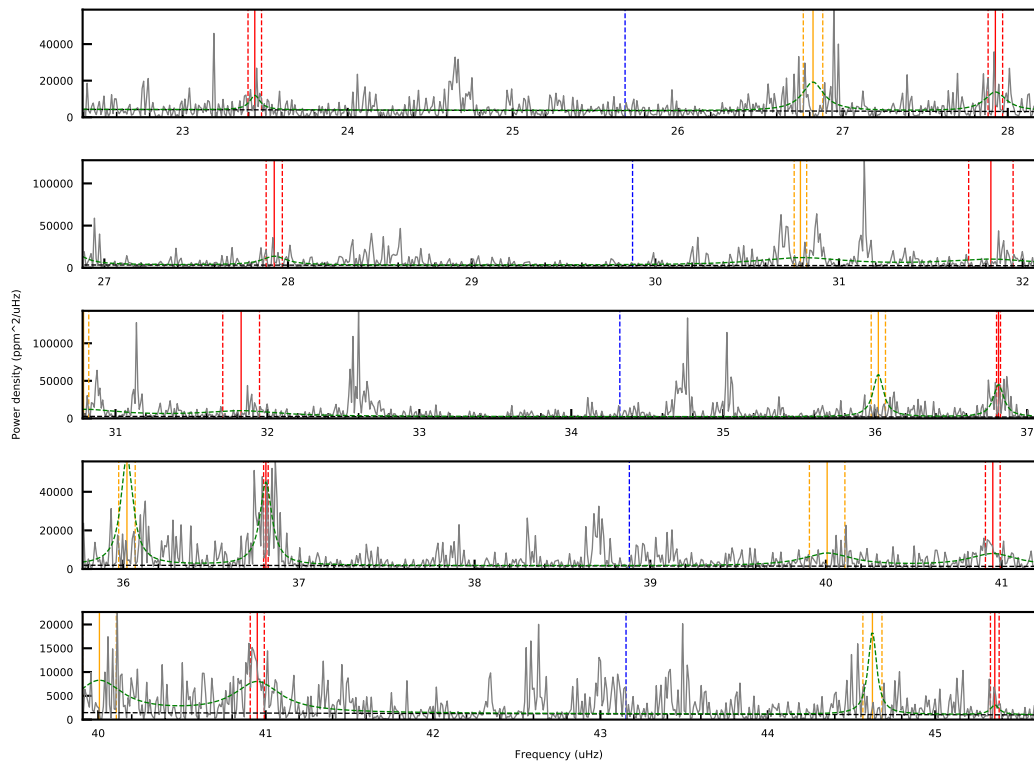 40000
20000
0
23 24 25 26 27 28
100000
50000
0
27 28 29 30 31 32
Power density (ppm^2/uHz)
100000
50000
0
31 32 33 34 35 36 37
40000
20000
0
36 37 38 39 40 41
20000
15000
10000
5000
0
40 41 42 43 44 45
Frequency (uHz)